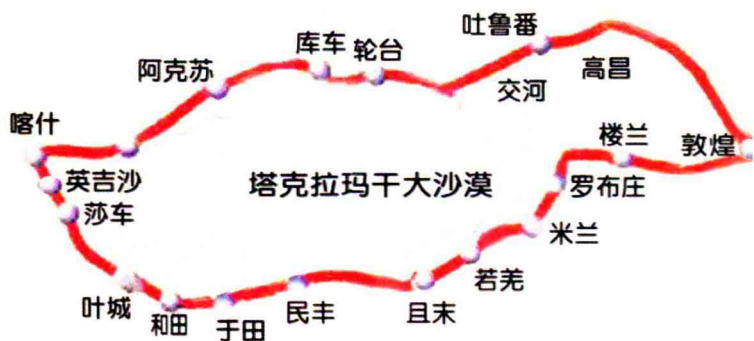 吐鲁番
库车
轮台
高昌
阿克苏
交河
喀什
楼兰
敦煌
英吉沙
塔克拉玛干大沙漠
罗布庄
莎车
米兰
若羌
叶城
和田
于田
民丰
且末